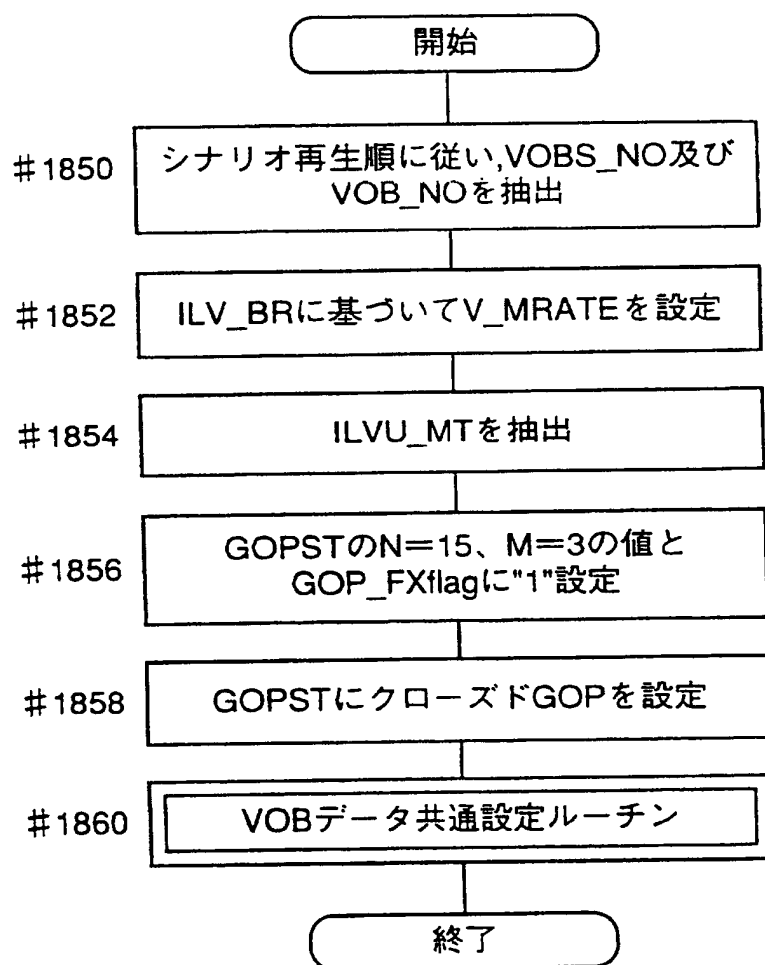 開始
#1850
シナリオ再生順に従い,VOBS_NO及び
VOB_NOを抽出
#1852
ILV_BRに基づいてV_MRATEを設定
#1854
ILVU_MTを抽出
#1856
GOPSTのN=15、M=3の値と
GOP_FXflagに"1"設定
#1858
GOPSTにクローズドGOPを設定
#1860
VOBデータ共通設定ルーチン
終了